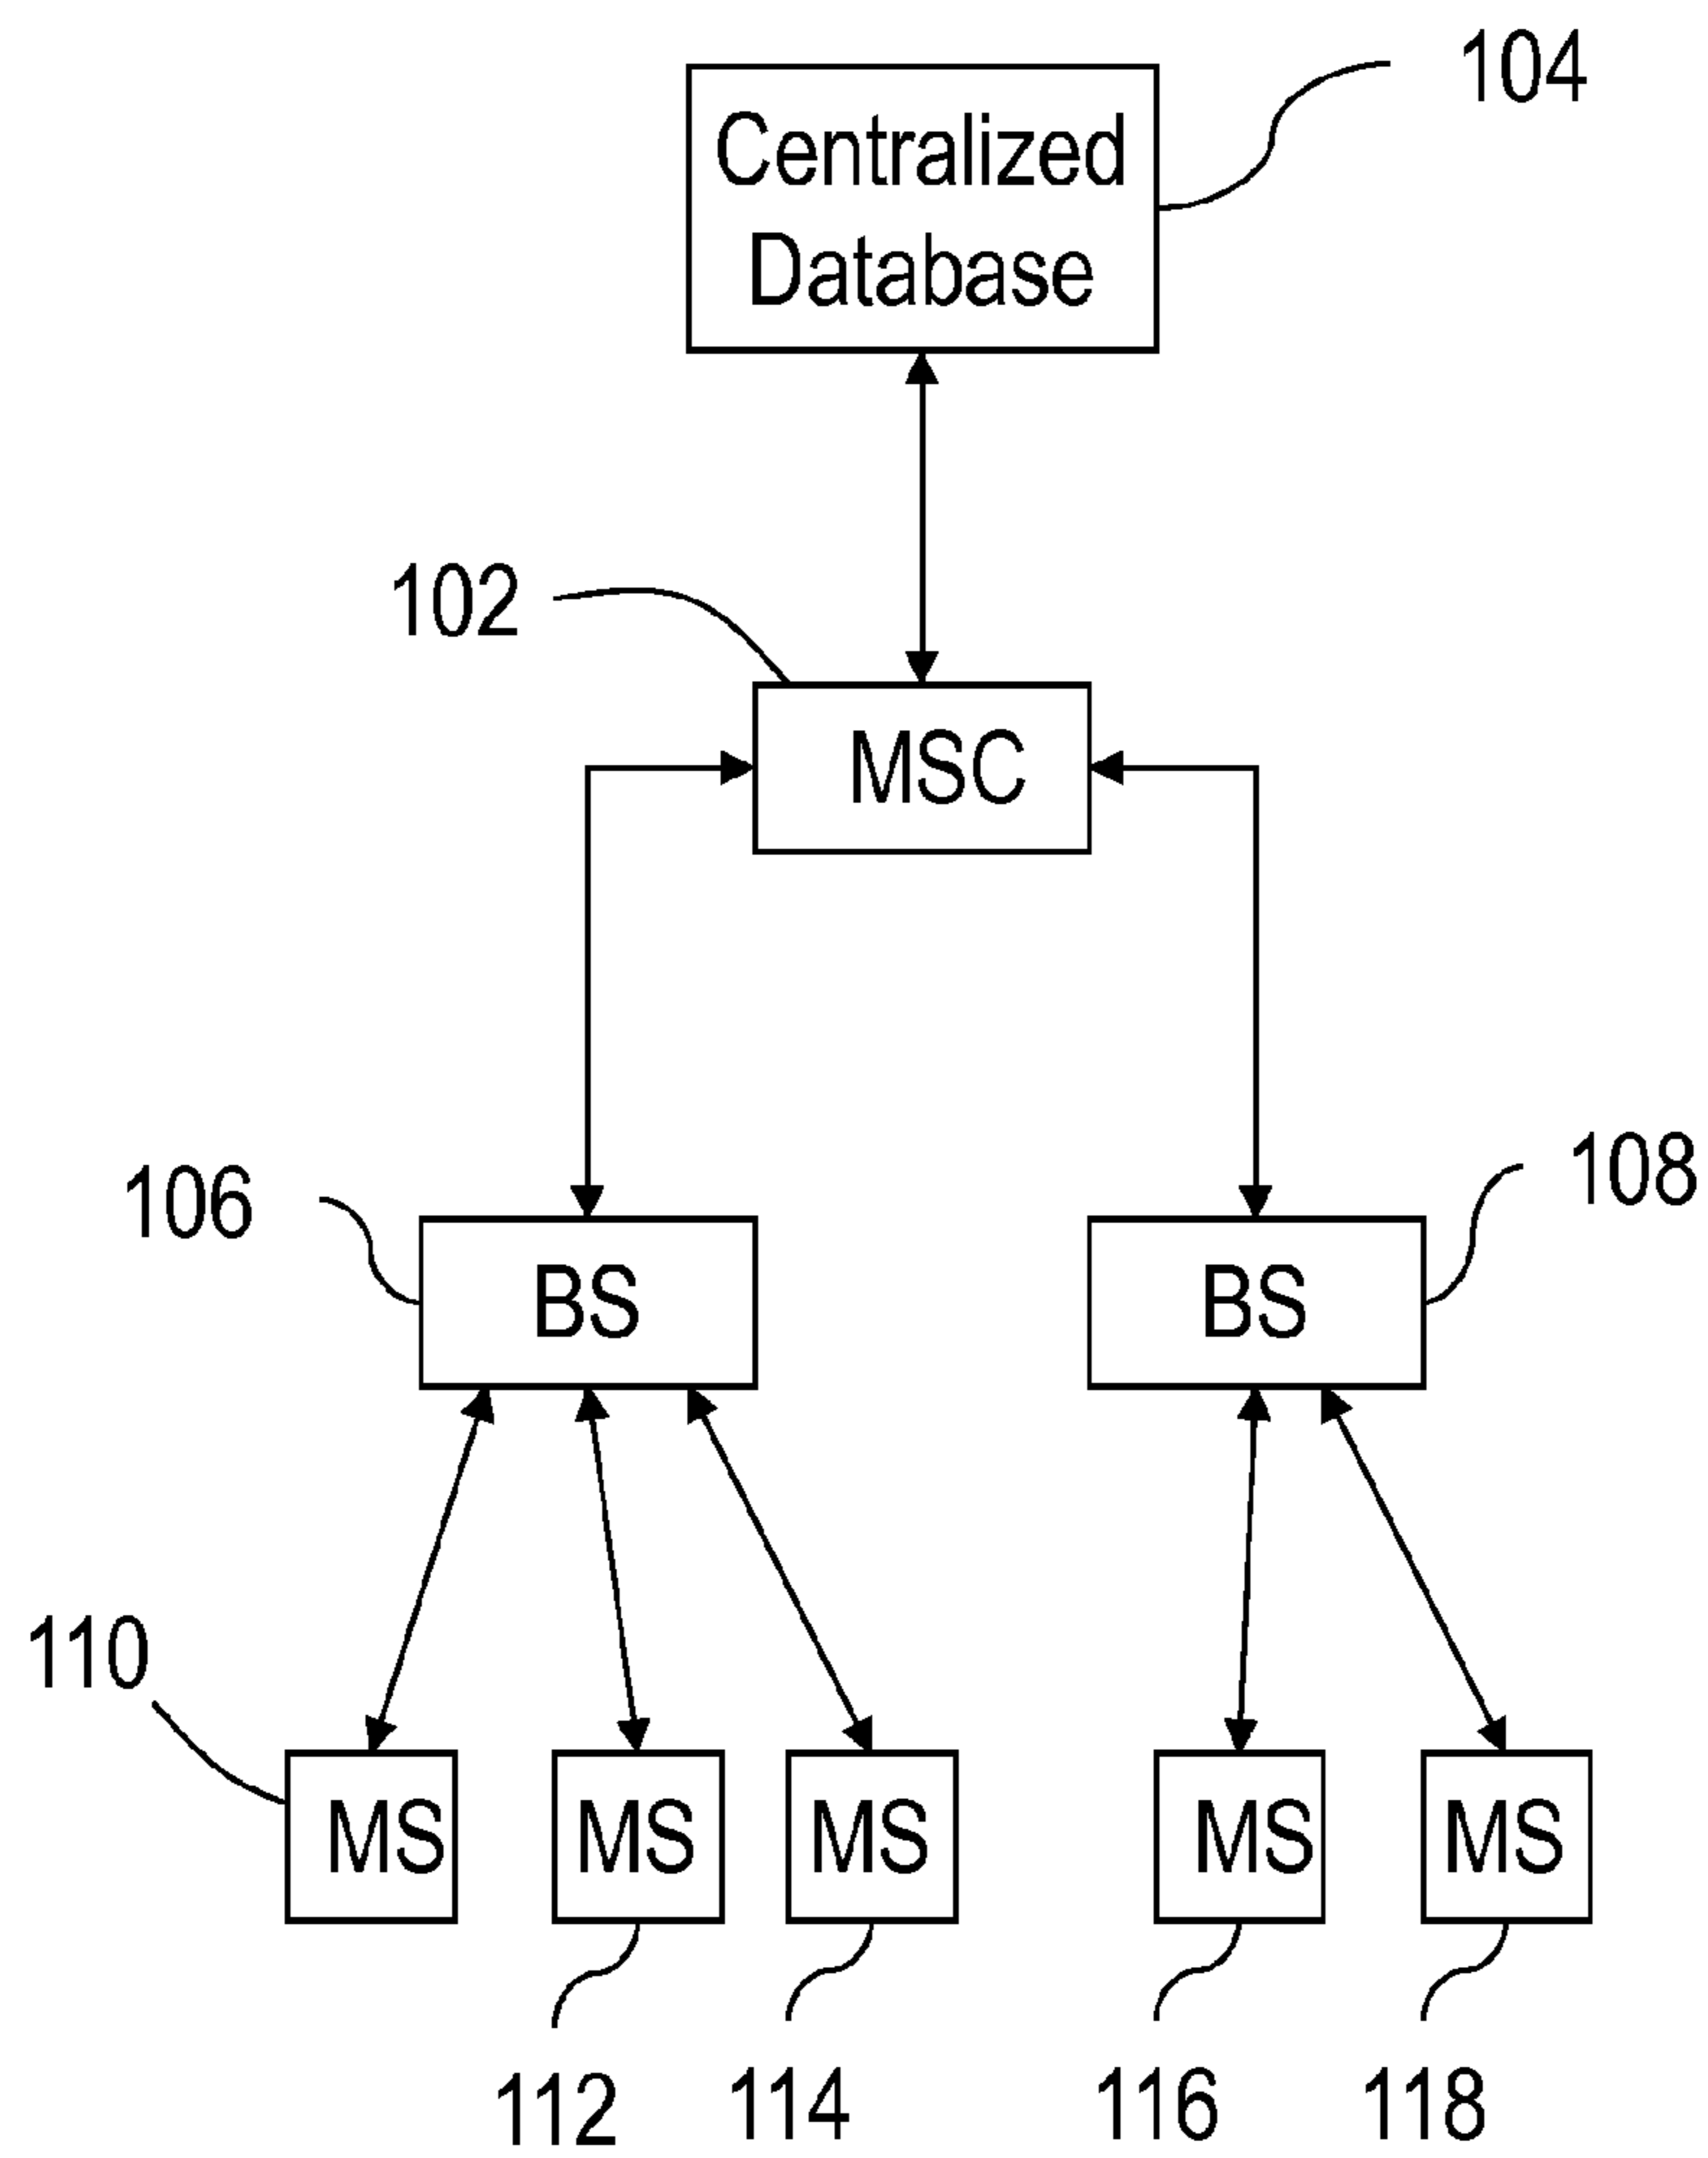 104
Centralized
Database
102
MSC
106
108
BS
BS
110
MS
MS
MS
MS
MS
112
114
116
118